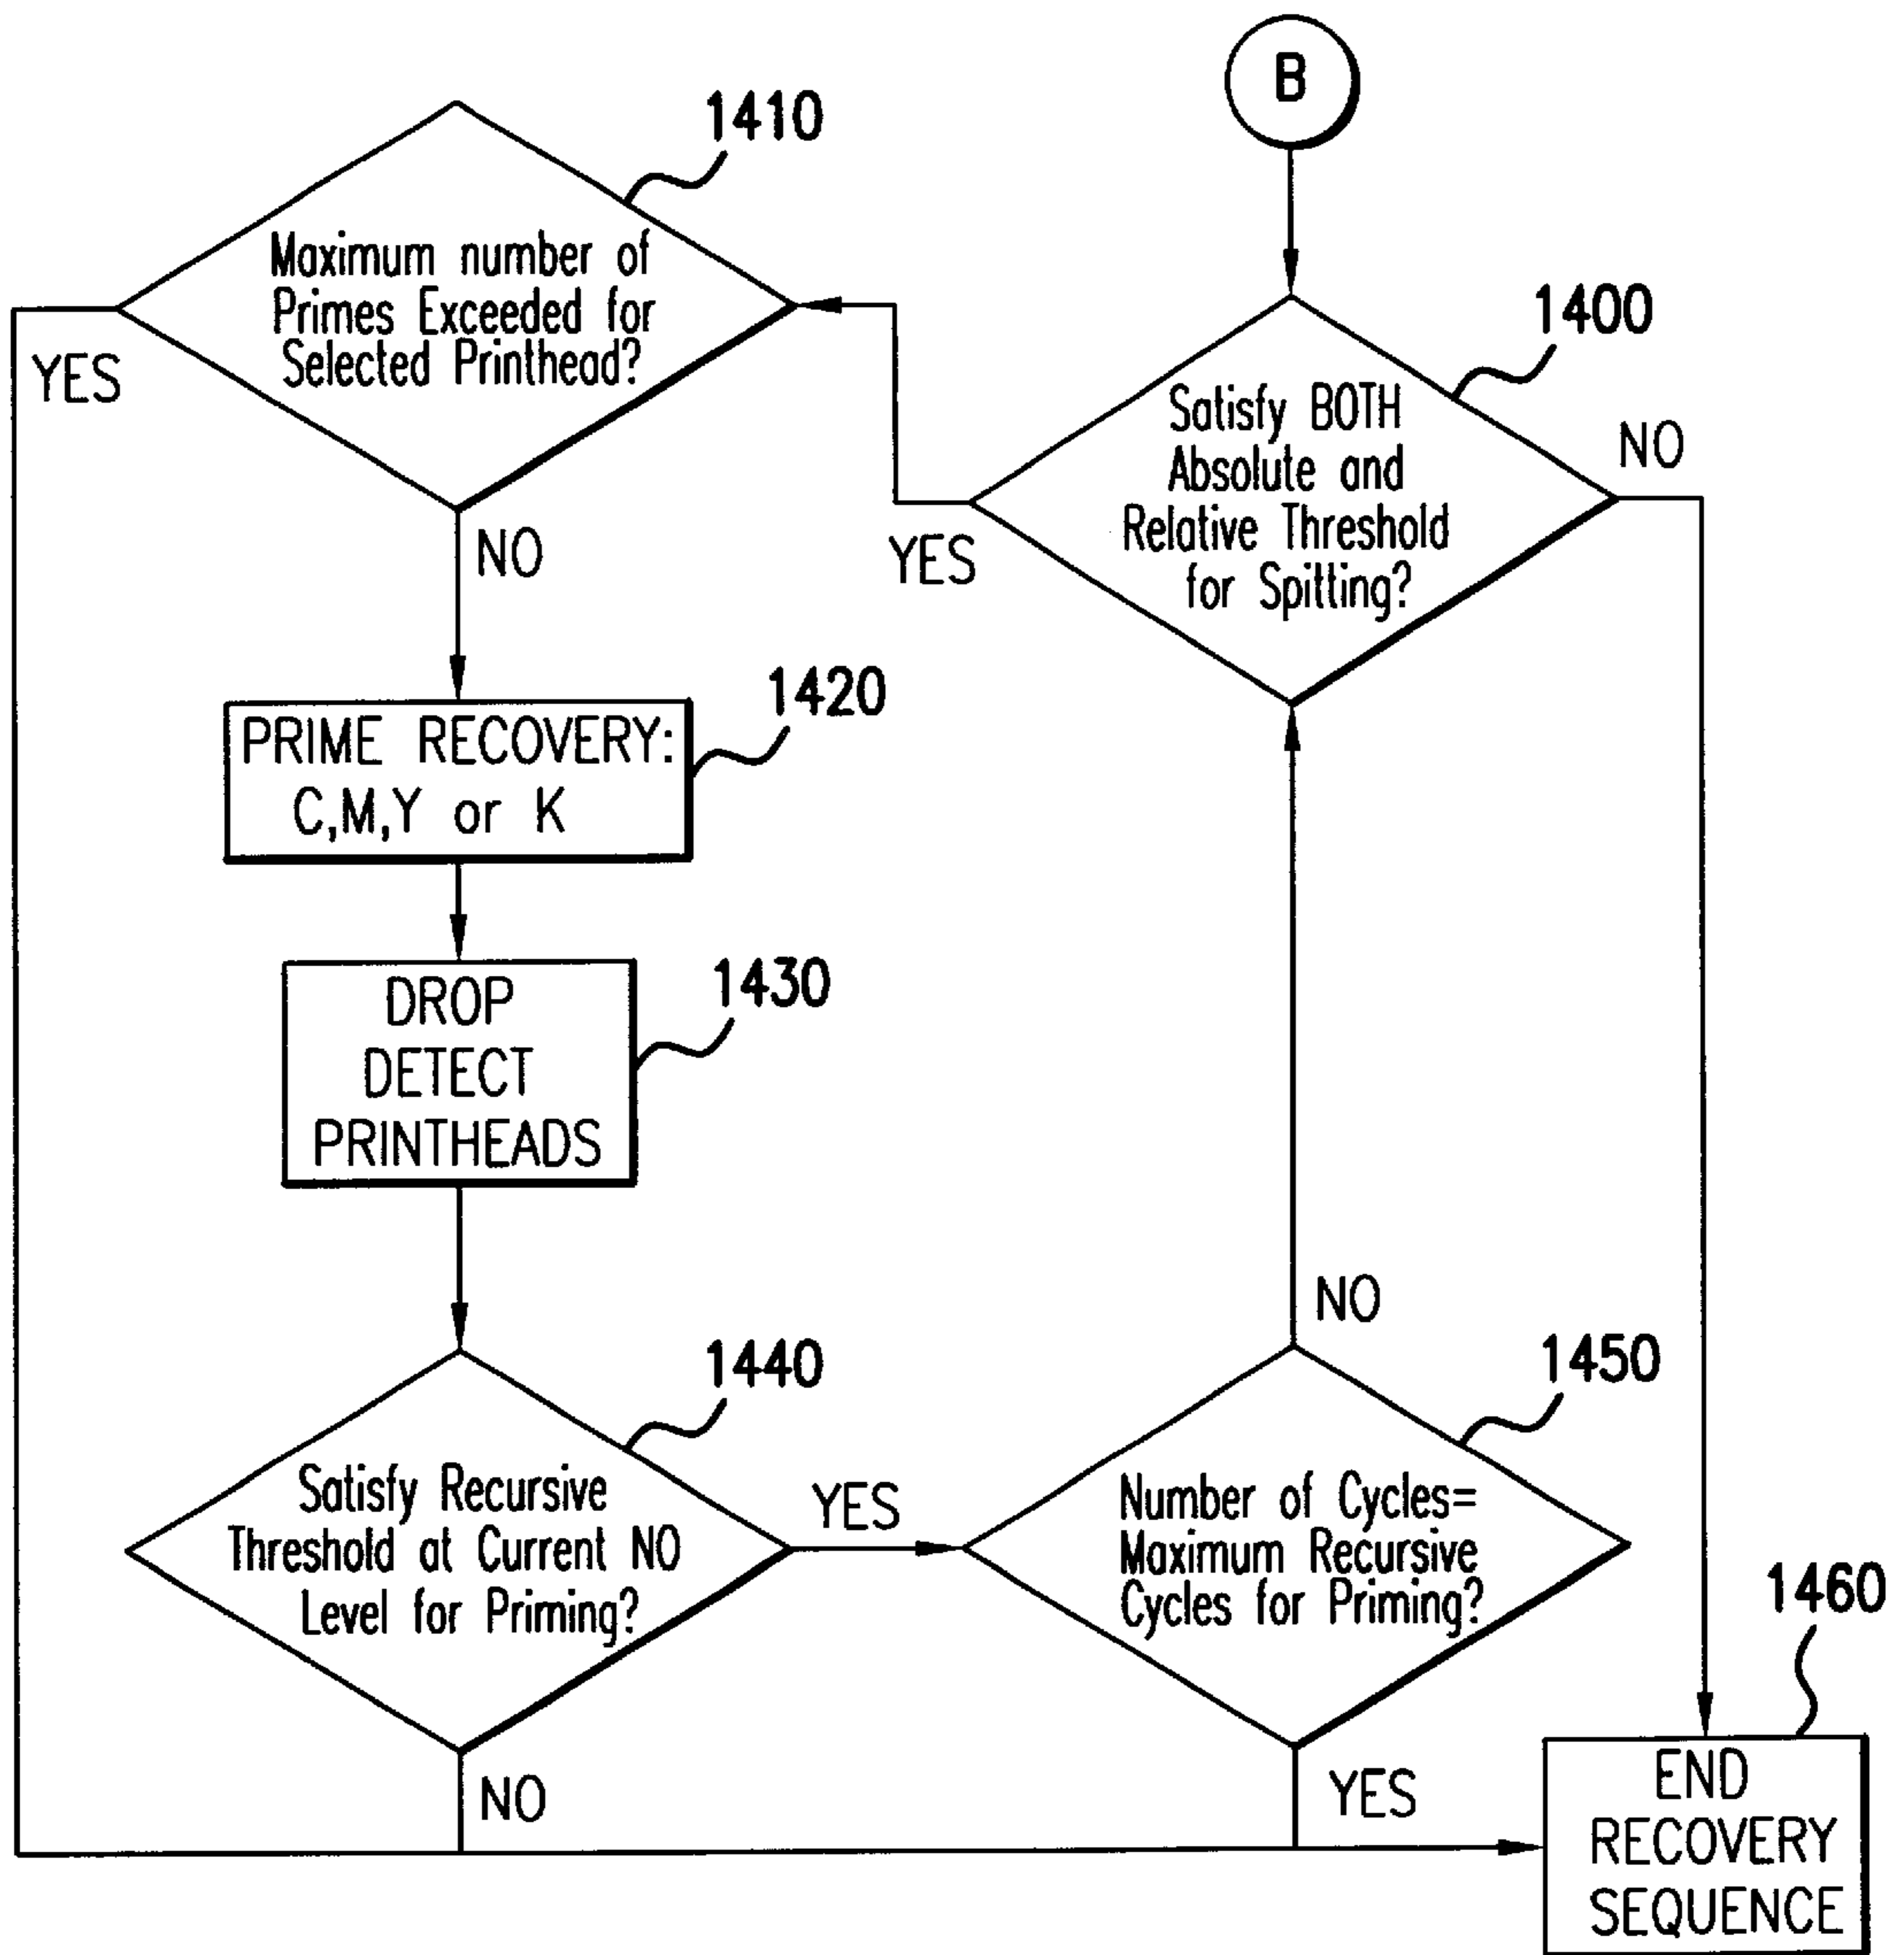 B
1410
Maximum number of
Primes Exceeded for
Selected Printhead?
YES
NO
1400
Satisfy BOTH
Absolute and
Relative Threshold
for Spitting?
NO
YES
1420
PRIME RECOVERY:
C,M,Y or K
1430
DROP
DETECT
PRINTHEADS
1440
Satisfy Recursive
Threshold at Current NO
Level for Priming?
YES
NO
1450
Number of Cycles=
Maximum Recursive
Cycles for Priming?
NO
YES
1460
END
RECOVERY
SEQUENCE